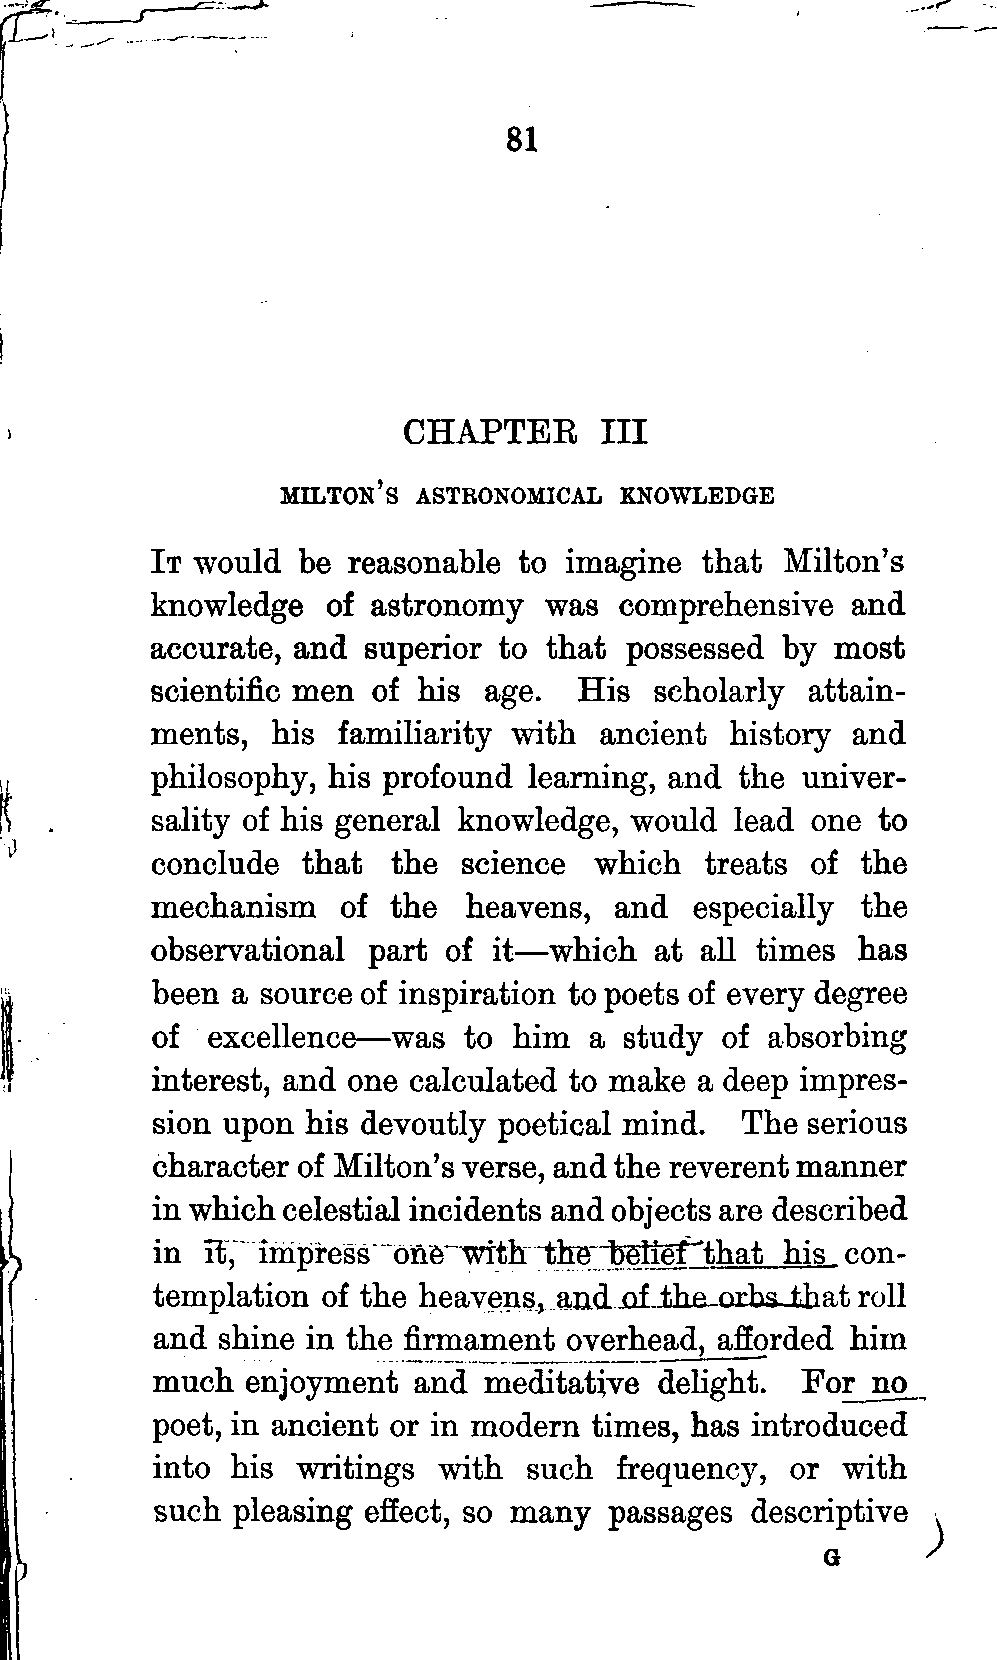 81
CHAPTER III
MILTON'S ASTRONOMICAL KNOWLEDGE
IT would be reasonable to imagine that Milton's
knowledge of astronomy was comprehensive and
accurate, and superior to that possessed by most
scientific men of his age. His scholarly attain-
ments, his familiarity with ancient history and
philosophy, his profound learning, and the univer-
sality of his general knowledge, would lead one to
conclude that the science which treats of the
mechanism of the heavens, and especially the
observational part of it—which at all times has
been a source of inspiration to poets of every degree
of excellence—was to him a study of absorbing
interest, and one calculated to make a deep impres-
sion upon his devoutly poetical mind. The serious
character of Milton's verse, and the reverent manner
in which celestial incidents and objects are described
in it, impress one with the belief that his con-
templation of the heavens, and of the orbs that roll
and shine in the firmament overhead, afforded him
much enjoyment and meditative delight. For no
poet, in ancient or in modern times, has introduced
into his writings with such frequency, or with
such pleasing effect, so many passages descriptive
G